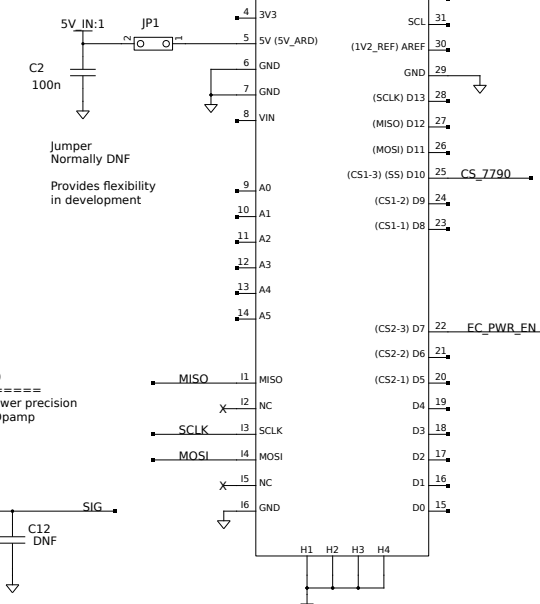 5V_IN:1
JP1
2
1
C2
100n
Jumper
Normally DNF
Provides flexibility
in development
4 3V3
5 5V (5V_ARD)
6 GND
7 GND
8 VIN
9 A0
10 A1
11 A2
12 A3
13 A4
14 A5
MISO I1 MISO
X I2 NC
SCLK I3 SCLK
MOSI I4 MOSI
X I5 NC
I6 GND
SCL 31
(1V2_REF) AREF 30
GND 29
(SCLK) D13 28
(MISO) D12 27
(MOSI) D11 26
(CS1-3) (SS) D10 25 CS_7790
(CS1-2) D9 24
(CS1-1) D8 23
(CS2-3) D7 22 EC_PWR_EN
(CS2-2) D6 21
(CS2-1) D5 20
D4 19
D3 18
D2 17
D1 16
D0 15
H1 H2 H3 H4
=====
wer precision
pamp
SIG
C12
DNF